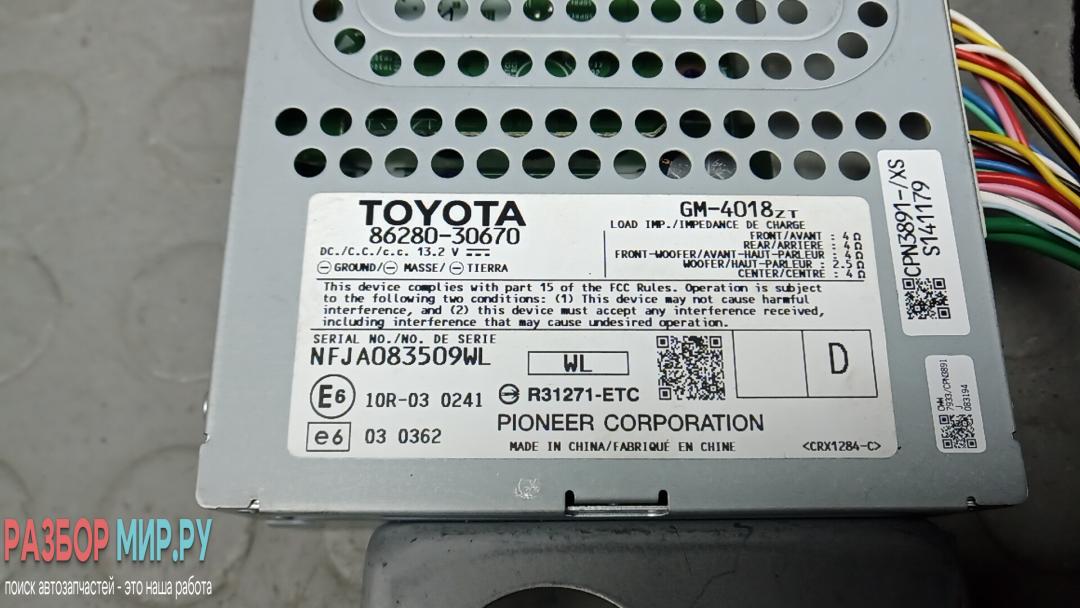 TOYOTA
86280-30670
DC./C.C./c.c. 13.2 V
GROUND/ MASSE/ TIERRA
GM-4018ZT
LOAD IMP./IMPEDANCE DE CHARGE
FRONT/AVANT : 4Ω
REAR/ARRIERE : 4Ω
FRONT-WOOFER/AVANT-HAUT-PARLEUR : 4Ω
WOOFER/HAUT-PARLEUR : 2.5Ω
CENTER/CENTRE : 4Ω
This device complies with part 15 of the FCC Rules. Operation is subject
to the following two conditions: (1) This device may not cause harmful
interference, and (2) this device must accept any interference received,
including interference that may cause undesired operation.
SERIAL NO./NO. DE SERIE
NFJA083509WL
WL
D
E6 10R-03 0241
R31271-ETC
e6 03 0362
PIONEER CORPORATION
MADE IN CHINA/FABRIQUÉ EN CHINE
<CRX1284-C>
CPN3891-/XS
S141179
CMW
7933/CPN3891
J
083194
РАЗБОР МИР.РУ
поиск автозапчастей - это наша работа